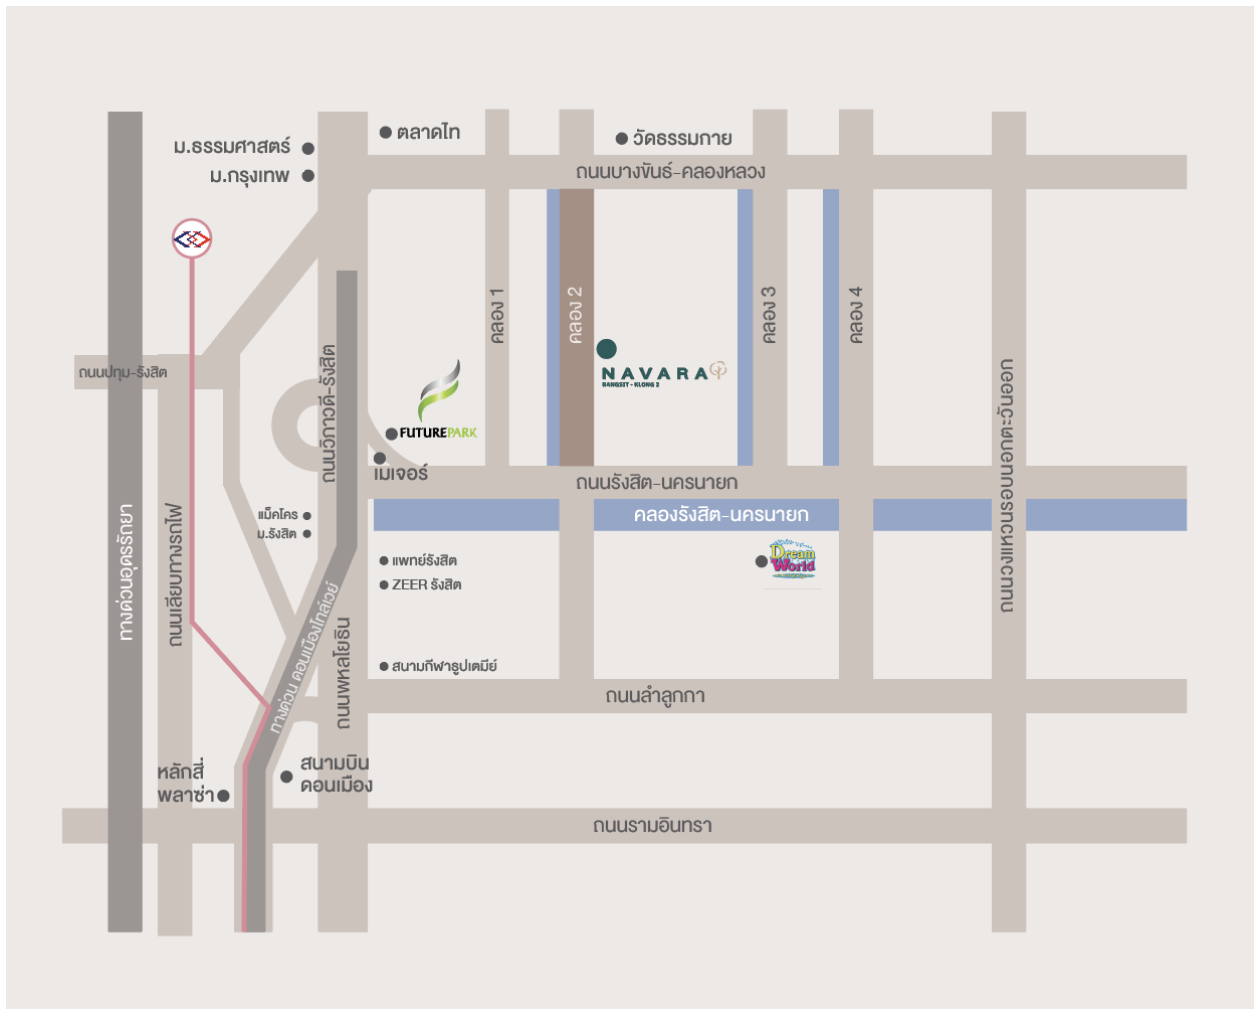 ตลาดไท
วัดธรรมกาย
ม.ธรรมศาสตร์
ม.กรุงเทพ
ถนนบางขันธ์-คลองหลวง
คลอง 1
คลอง 2
คลอง 3
คลอง 4
NAVARA
RANGSIT - KLONG 2
ถนนปทุม-รังสิต
ถนนวิภาวดี-รังสิต
FUTUREPARK
เมเจอร์
ถนนรังสิต-นครนายก
คลองรังสิต-นครนายก
แม็คโคร
ม.รังสิต
แพทย์รังสิต
ZEER รังสิต
Dream
World
ทางด่วนอุดรรัถยา
ถนนเลียบทางรถไฟ
ทางด่วน ดอนเมืองโทล์เวย์
ถนนพหลโยธิน
ถนนวงแหวนรอบนอกตะวันออก
สนามกีฬาธูปเตมีย์
ถนนลำลูกกา
หลักสี่
พลาซ่า
สนามบิน
ดอนเมือง
ถนนรามอินทรา